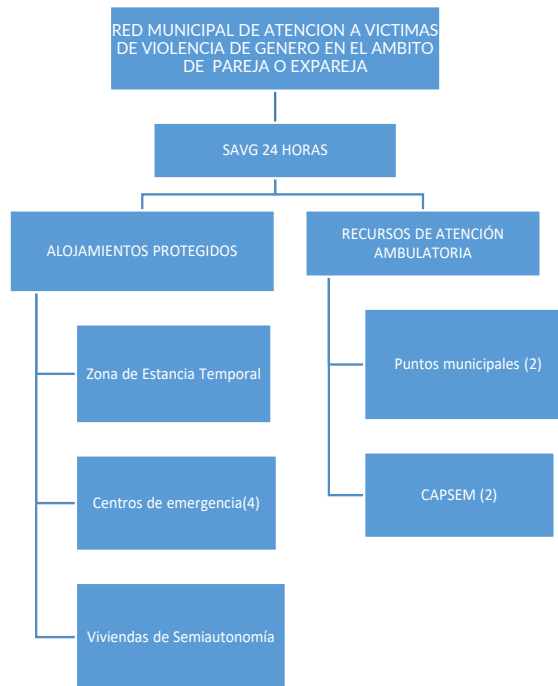 RED MUNICIPAL DE ATENCION A VICTIMAS
DE VIOLENCIA DE GENERO EN EL AMBITO
DE PAREJA O EXPAREJA
SAVG 24 HORAS
ALOJAMIENTOS PROTEGIDOS
RECURSOS DE ATENCIÓN
AMBULATORIA
Zona de Estancia Temporal
Centros de emergencia(4)
Viviendas de Semiautonomía
Puntos municipales (2)
CAPSEM (2)